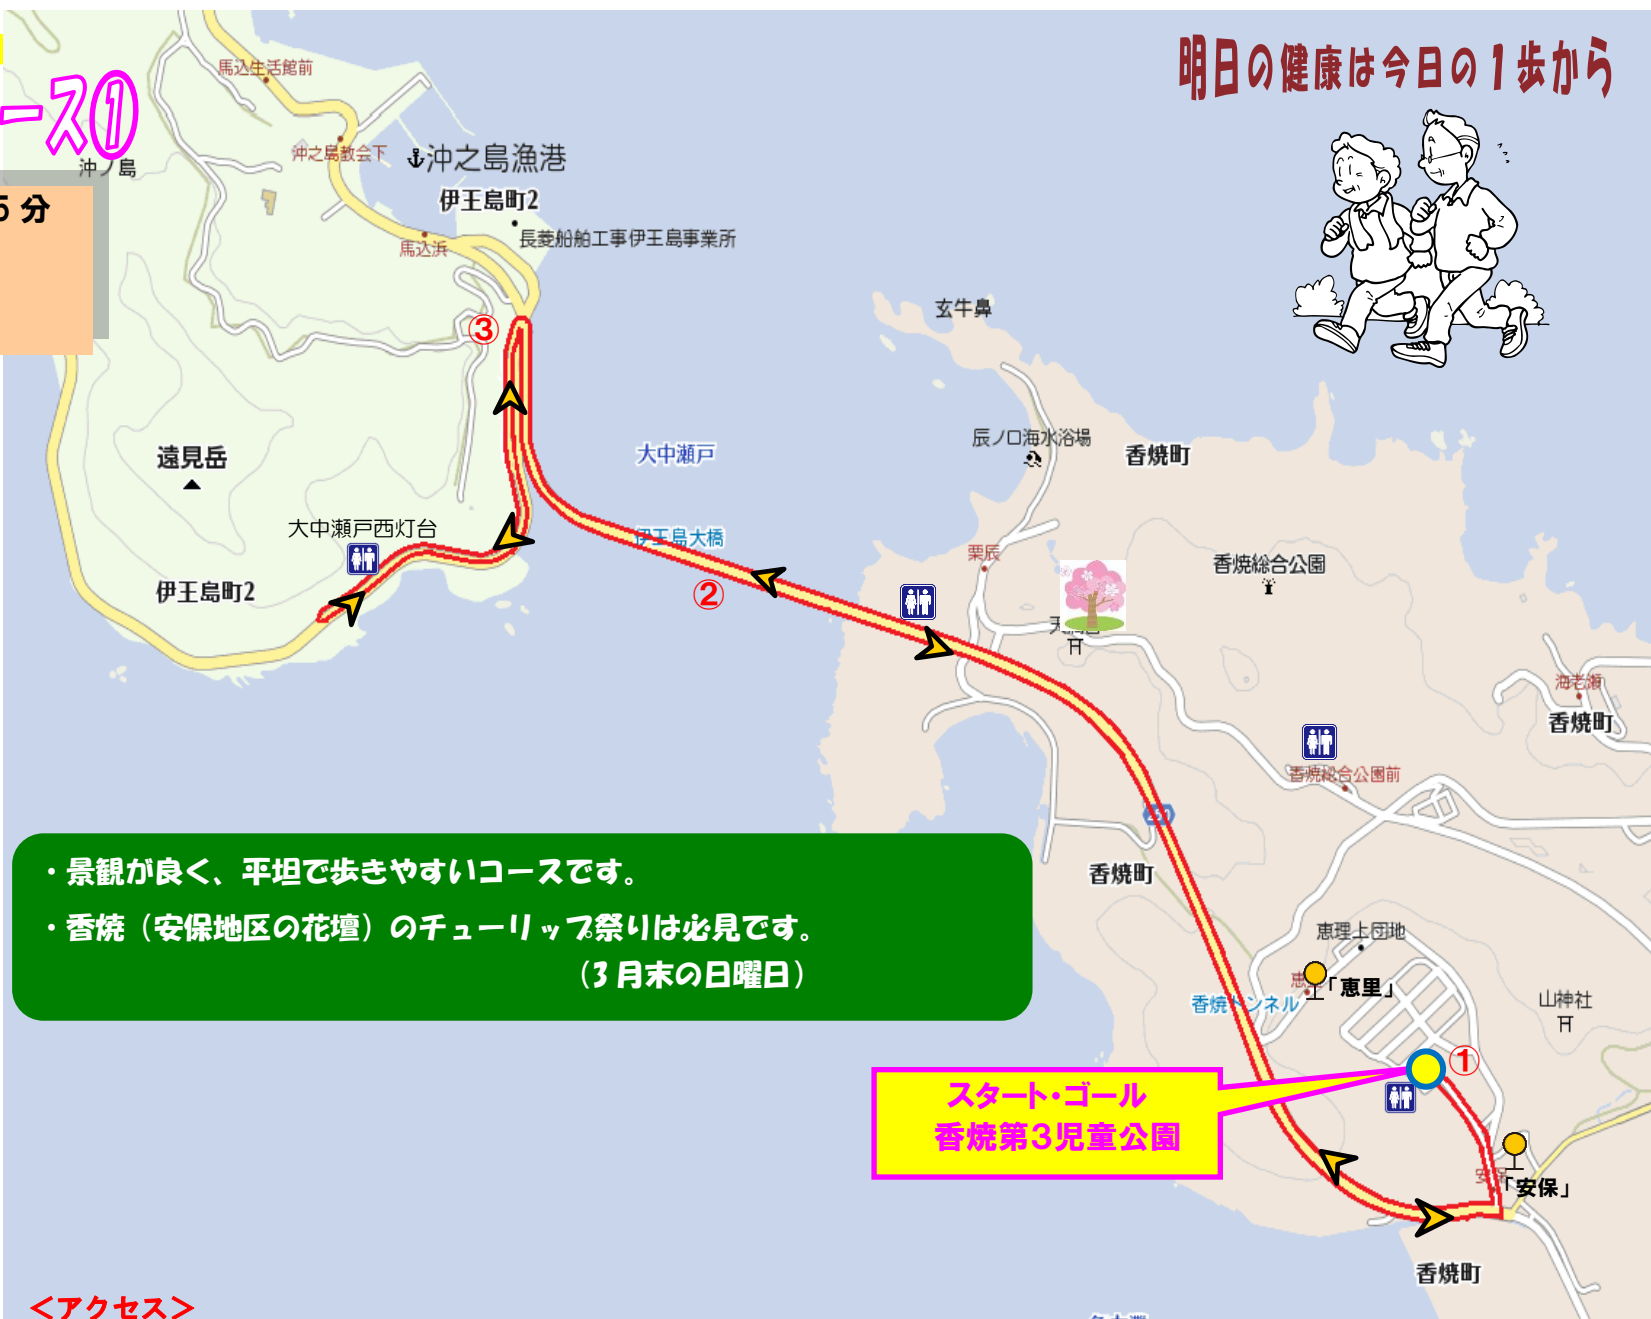 明日の健康は今日の1歩から
ース①
5分
馬込生活館前
沖ノ島
沖之島教会下
沖之島漁港
伊王島町2
長菱船舶工事伊王島事業所
馬込浜
③
玄牛鼻
辰ノ口海水浴場
香焼町
大中瀬戸
遠見岳
大中瀬戸西灯台
伊王島大橋
栗辰
香焼総合公園
伊王島町2
②
海老瀬
香焼町
香焼総合公園前
・景観が良く、平坦で歩きやすいコースです。
・香焼（安保地区の花壇）のチューリップ祭りは必見です。
（3月末の日曜日）
香焼町
恵理上団地
「恵里」
香焼トンネル
山神社
①
スタート・ゴール
香焼第3児童公園
「安保」
香焼町
＜アクセス＞